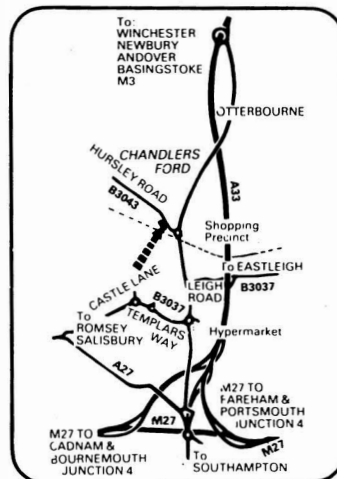 To:
WINCHESTER
NEWBURY
ANDOVER
BASINGSTOKE
M3
OTTERBOURNE
CHANDLERS
FORD
HURSLEY ROAD
B3043
A33
Shopping
Precinct
To EASTLEIGH
B3037
CASTLE LANE
LEIGH
ROAD
B3037
TEMPLARS
WAY
To
ROMSEY
SALISBURY
Hypermarket
A27
M27 TO
FAREHAM &
PORTSMOUTH
JUNCTION 4
M27
M27
M27 TO
CADNAM &
BOURNEMOUTH
JUNCTION 4
To
SOUTHAMPTON